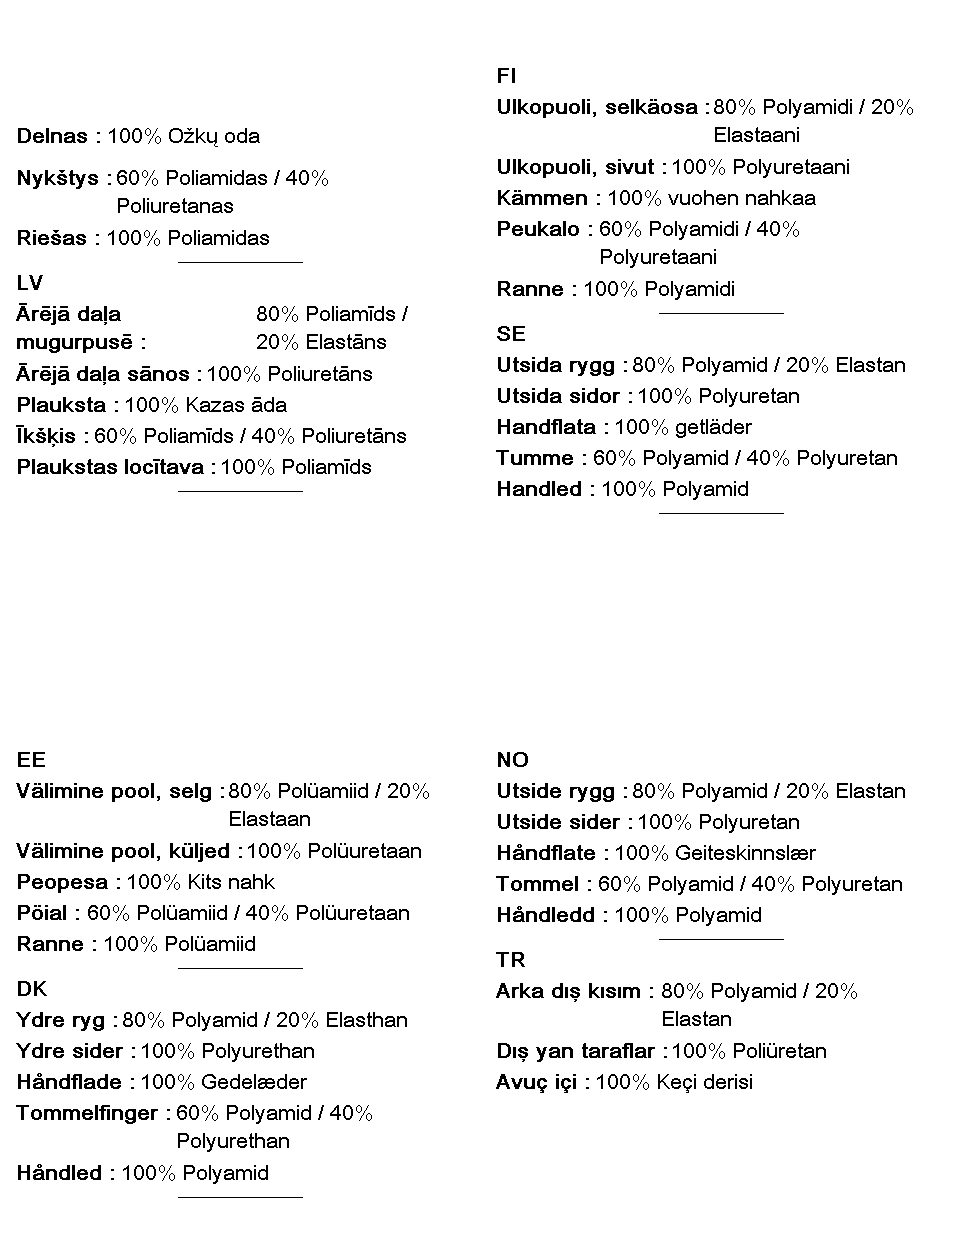 Delnas : 100% Ožkų oda
Nykštys : 60% Poliamidas / 40%
Poliuretanas
Riešas : 100% Poliamidas
LV
Ārējā daļa 80% Poliamīds /
mugurpusē : 20% Elastāns
Ārējā daļa sānos : 100% Poliuretāns
Plauksta : 100% Kazas āda
Īkšķis : 60% Poliamīds / 40% Poliuretāns
Plaukstas locītava : 100% Poliamīds
FI
Ulkopuoli, selkäosa : 80% Polyamidi / 20%
Elastaani
Ulkopuoli, sivut : 100% Polyuretaani
Kämmen : 100% vuohen nahkaa
Peukalo : 60% Polyamidi / 40%
Polyuretaani
Ranne : 100% Polyamidi
SE
Utsida rygg : 80% Polyamid / 20% Elastan
Utsida sidor : 100% Polyuretan
Handflata : 100% getläder
Tumme : 60% Polyamid / 40% Polyuretan
Handled : 100% Polyamid
EE
Välimine pool, selg : 80% Polüamiid / 20%
Elastaan
Välimine pool, küljed : 100% Polüuretaan
Peopesa : 100% Kits nahk
Pöial : 60% Polüamiid / 40% Polüuretaan
Ranne : 100% Polüamiid
DK
Ydre ryg : 80% Polyamid / 20% Elasthan
Ydre sider : 100% Polyurethan
Håndflade : 100% Gedelæder
Tommelfinger : 60% Polyamid / 40%
Polyurethan
Håndled : 100% Polyamid
NO
Utside rygg : 80% Polyamid / 20% Elastan
Utside sider : 100% Polyuretan
Håndflate : 100% Geiteskinnslær
Tommel : 60% Polyamid / 40% Polyuretan
Håndledd : 100% Polyamid
TR
Arka dış kısım : 80% Polyamid / 20%
Elastan
Dış yan taraflar : 100% Poliüretan
Avuç içi : 100% Keçi derisi